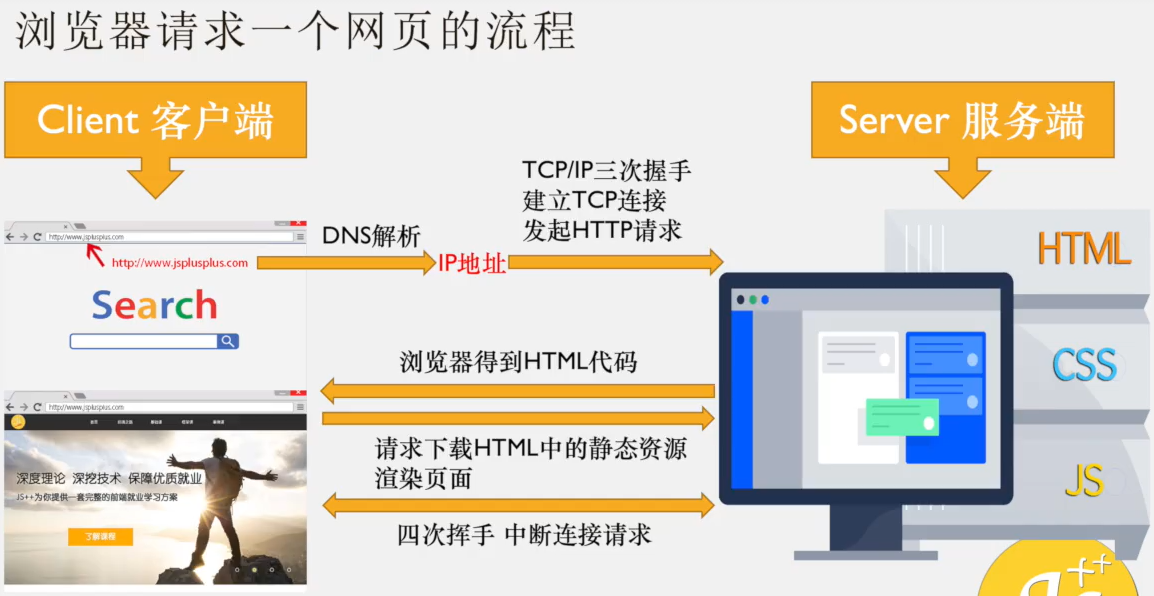 浏览器请求一个网页的流程
Client 客户端
Server 服务端
TCP/IP三次握手
建立TCP连接
发起HTTP请求
DNS解析
IP地址
http://www.jsplusplus.com
http://www.jsplusplus.com
Search
HTML
CSS
JS
浏览器得到HTML代码
请求下载HTML中的静态资源
渲染页面
四次挥手 中断连接请求
http://www.jsplusplus.com
首页
深度理论 深挖技术 保障优质就业
JS++为你提供一套完整的前端就业学习方案
了解课程